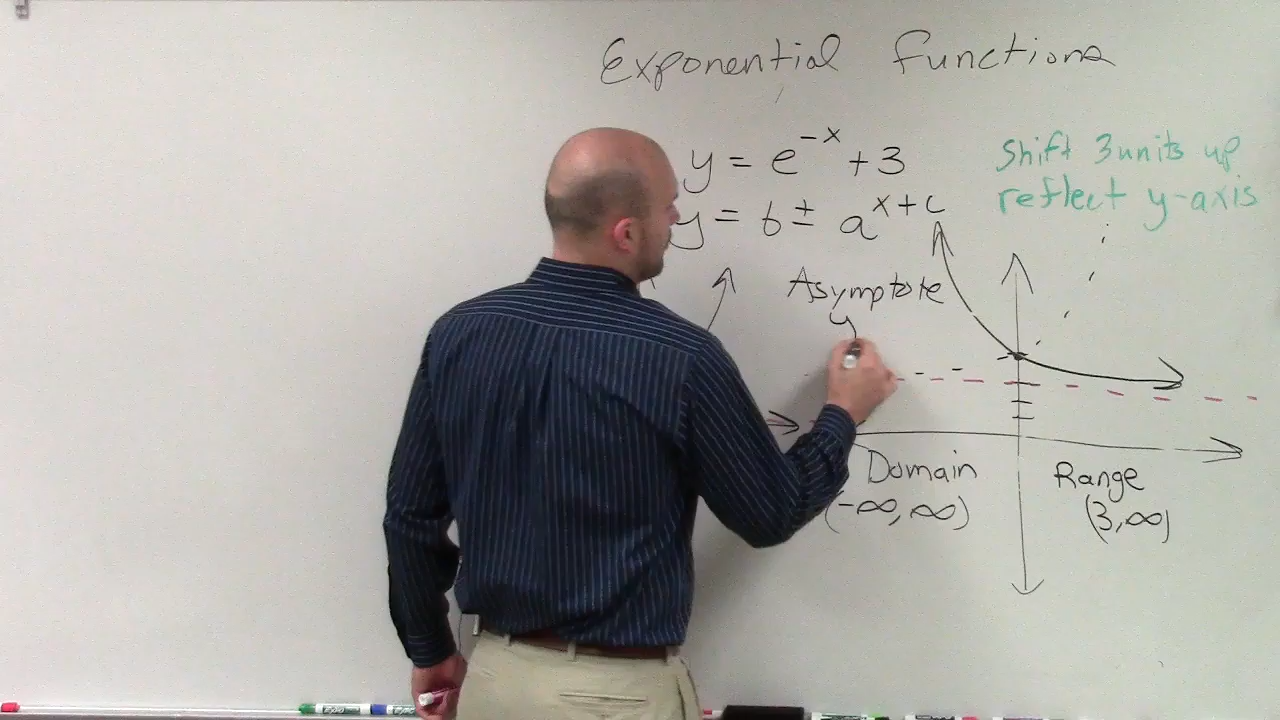 Exponential Functions
y = e^{-x} + 3
y = b ± a^{x+c}
Shift 3 units up
reflect y-axis
Asymptote
y
Domain
(-∞, ∞)
Range
(3, ∞)